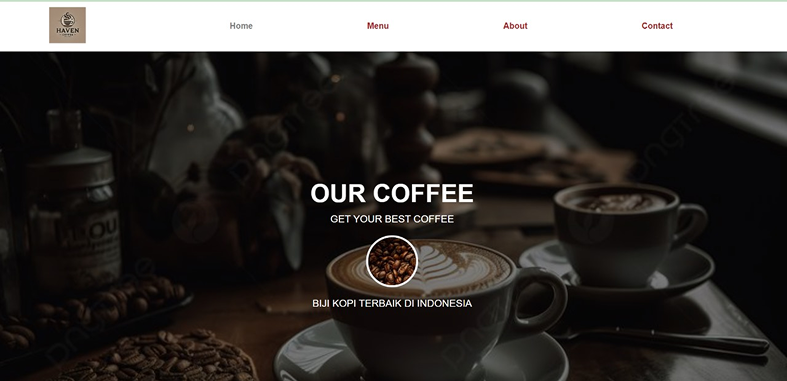 HAVEN
Home
Menu
About
Contact
OUR COFFEE
GET YOUR BEST COFFEE
BIJI KOPI TERBAIK DI INDONESIA